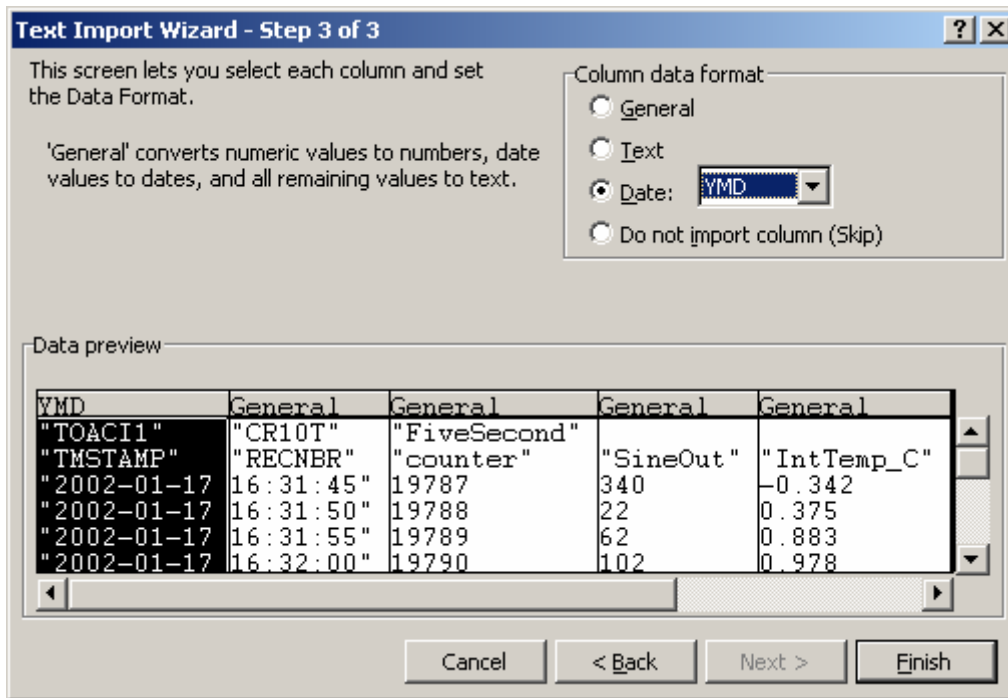 Text Import Wizard - Step 3 of 3
This screen lets you select each column and set
the Data Format.
'General' converts numeric values to numbers, date
values to dates, and all remaining values to text.
Column data format
General
Text
Date: YMD
Do not import column (Skip)
Data preview
YMD General General General General
"TOACI1" "CR10T" "FiveSecond"
"TMSTAMP" "RECNBR" "counter" "SineOut" "IntTemp_C"
"2002-01-17 16:31:45" 19787 340 -0.342
"2002-01-17 16:31:50" 19788 22 0.375
"2002-01-17 16:31:55" 19789 62 0.883
"2002-01-17 16:32:00" 19790 102 0.978
Cancel < Back Next > Finish